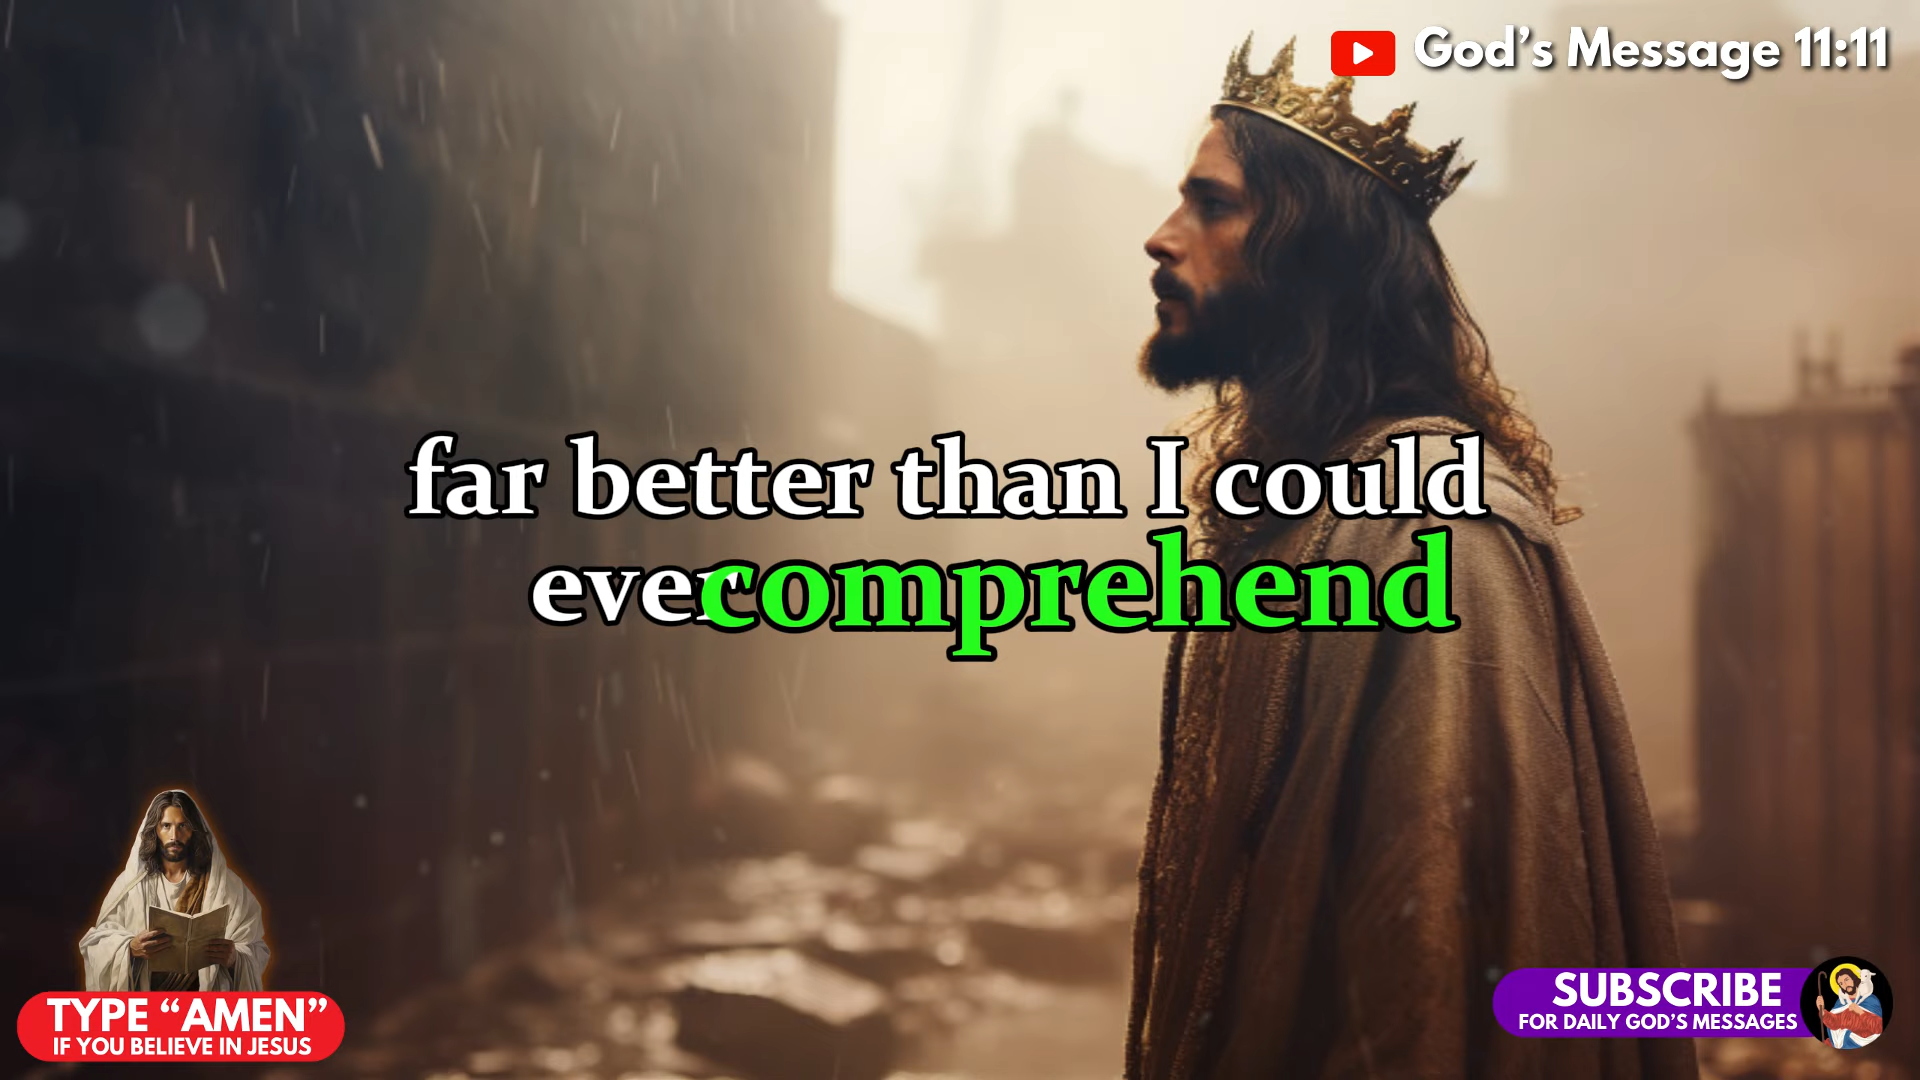 God's Message 11:11
far better than I could
ever comprehend
TYPE “AMEN”
IF YOU BELIEVE IN JESUS
SUBSCRIBE
FOR DAILY GOD'S MESSAGES